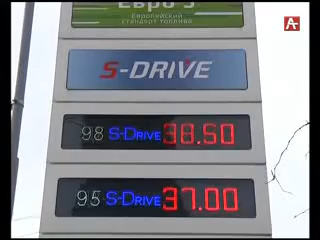 Евро 5
Европейский
стандарт топлива
S-DRIVE
98 S-DRIVE 38.50
95 S-DRIVE 37.00
A